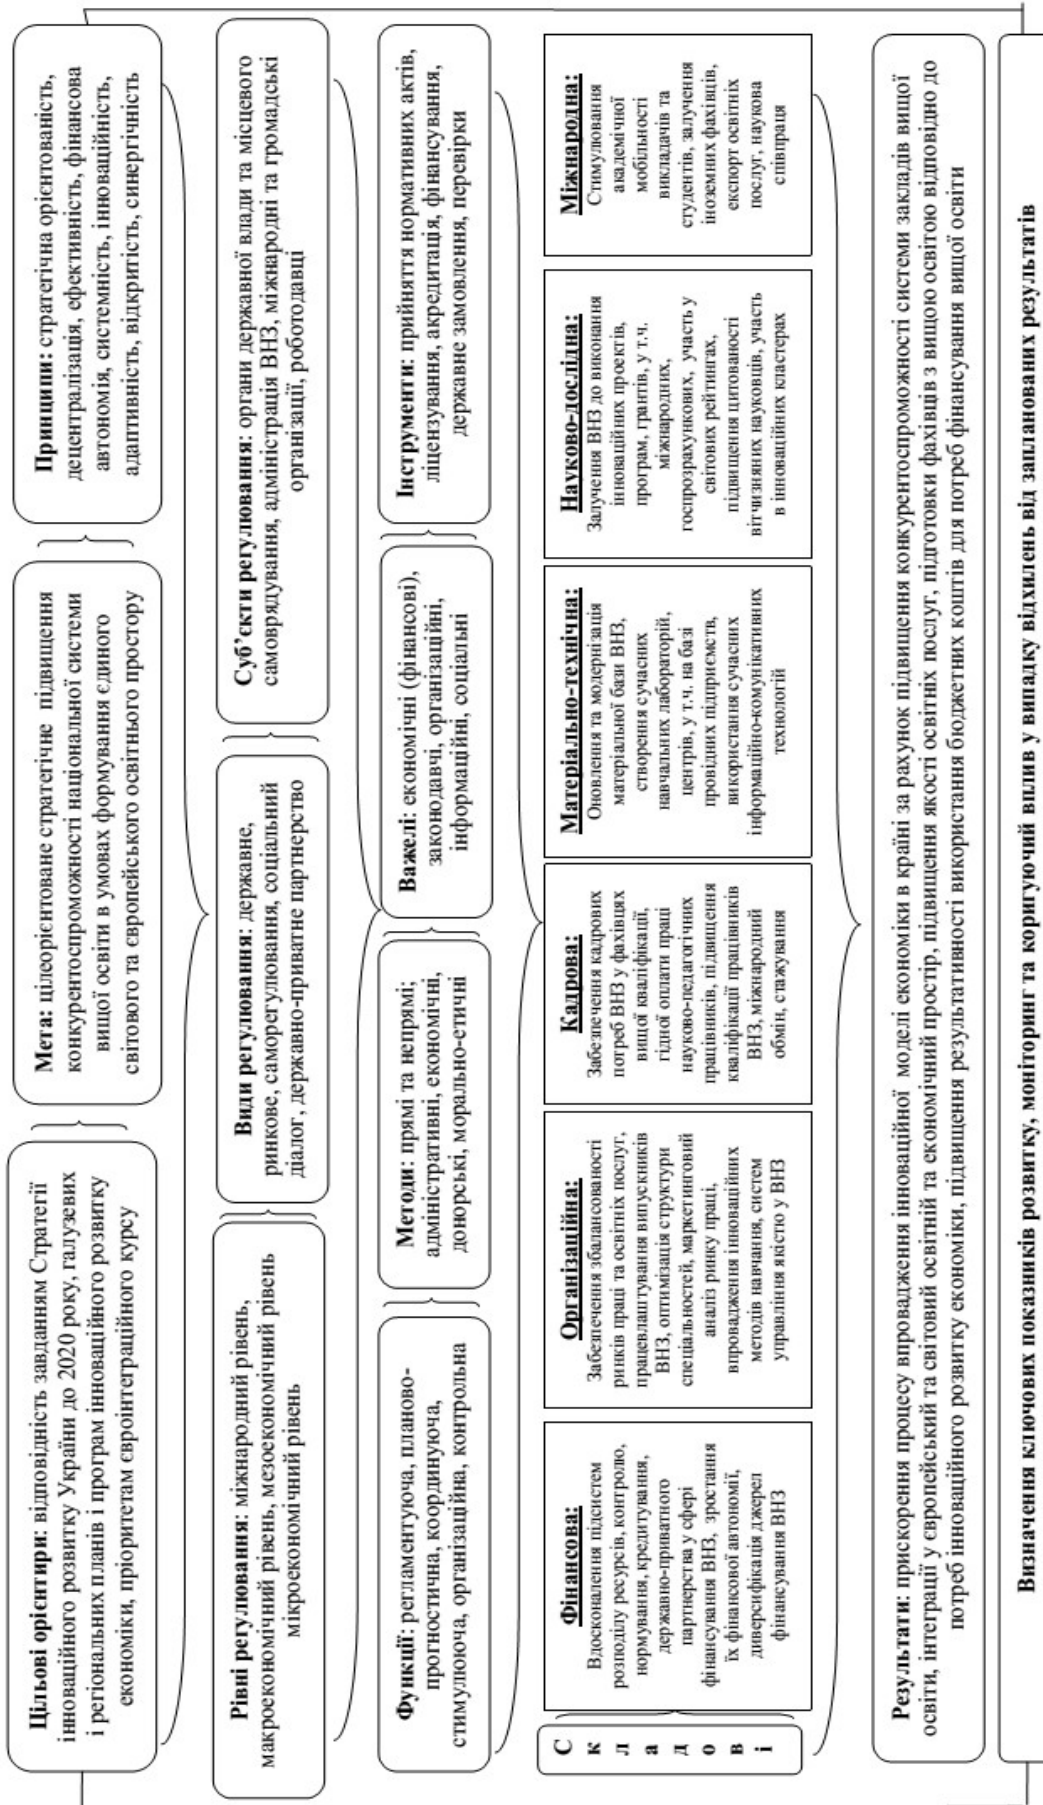 Цільові орієнтири: відповідність завданням Стратегії
інноваційного розвитку України до 2020 року, галузевих
і регіональних планів і програм інноваційного розвитку
економіки, пріоритетам євроінтеграційного курсу
Мета: цілеорієнтоване стратегічне підвищення
конкурентоспроможності національної системи
вищої освіти в умовах формування єдиного
світового та європейського освітнього простору
Принципи: стратегічна орієнтованість,
децентралізація, ефективність, фінансова
автономія, системність, інноваційність,
адаптивність, відкритість, синергічність
Рівні регулювання: міжнародний рівень,
макроекономічний рівень, мезоекономічний рівень
мікроекономічний рівень
Види регулювання: державне,
ринкове, саморегулювання, соціальний
діалог, державно-приватне партнерство
Суб’єкти регулювання: органи державної влади та місцевого
самоврядування, адміністрація ВНЗ, міжнародні та громадські
організації, роботодавці
Функції: регламентуюча, планово-
прогностична, координуюча,
стимулююча, організаційна, контрольна
Методи: прямі та непрямі;
адміністративні, економічні,
донорські, морально-етичні
Важелі: економічні (фінансові),
законодавчі, організаційні,
інформаційні, соціальні
Інструменти: прийняття нормативних актів,
ліцензування, акредитація, фінансування,
державне замовлення, перевірки
С
к
л
а
д
о
в
і
Фінансова:
Вдосконалення підсистем
розподілу ресурсів, контролю,
нормування, кредитування,
державно-приватного
партнерства у сфері
фінансування ВНЗ, зростання
їх фінансової автономії,
диверсифікація джерел
фінансування ВНЗ
Організаційна:
Забезпечення збалансованості
ринків праці та освітніх послуг,
працевлаштування випускників
ВНЗ, оптимізація структури
спеціальностей, маркетинговий
аналіз ринку праці,
впровадження інноваційних
методів навчання, систем
управління якістю у ВНЗ
Кадрова:
Забезпечення кадрових
потреб ВНЗ у фахівцях
вищої кваліфікації,
гідної оплати праці
науково-педагогічних
працівників, підвищення
кваліфікації працівників
ВНЗ, міжнародний
обмін, стажування
Матеріально-технічна:
Оновлення та модернізація
матеріальної бази ВНЗ,
створення сучасних
навчальних лабораторій,
центрів, у т.ч. на базі
провідних підприємств,
використання сучасних
інформаційно-комунікативних
технологій
Науково-дослідна:
Залучення ВНЗ до виконання
інноваційних проектів,
програм, грантів, у т.ч.
міжнародних,
госпрозрахункових, участь у
світових рейтингах,
підвищення цитованості
вітчизняних науковців, участь
в інноваційних кластерах
Міжнародна:
Стимулювання
академічної
мобільності
викладачів та
студентів, залучення
іноземних фахівців,
експорт освітніх
послуг, наукова
співпраця
Результати: прискорення процесу впровадження інноваційної моделі економіки в країні за рахунок підвищення конкурентоспроможності системи закладів вищої
освіти, інтеграції у європейський та світовий освітній та економічний простір, підвищення якості освітніх послуг, підготовки фахівців з вищою освітою відповідно до
потреб інноваційного розвитку економіки, підвищення результативності використання бюджетних коштів для потреб фінансування вищої освіти
Визначення ключових показників розвитку, моніторинг та коригуючий вплив у випадку відхилень від запланованих результатів